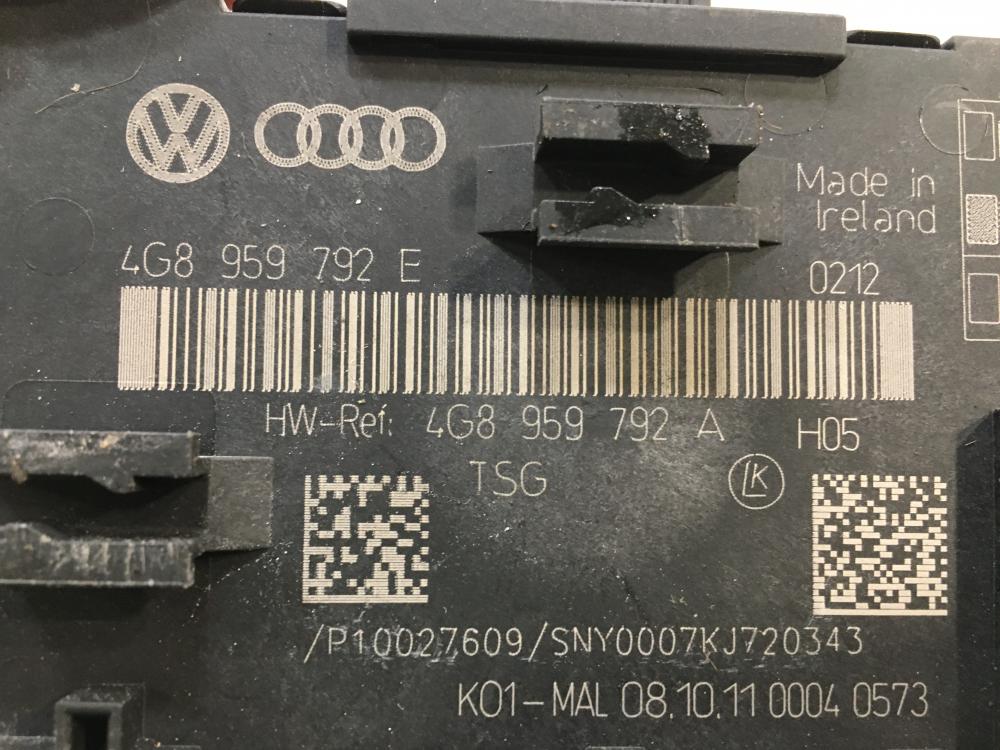 Made in
Ireland
4G8 959 792 E
0212
HW-Ref: 4G8 959 792 A H05
TSG
LK
/P10027609/SNY0007KJ720343
K01-MAL 08.10.11 0004 0573